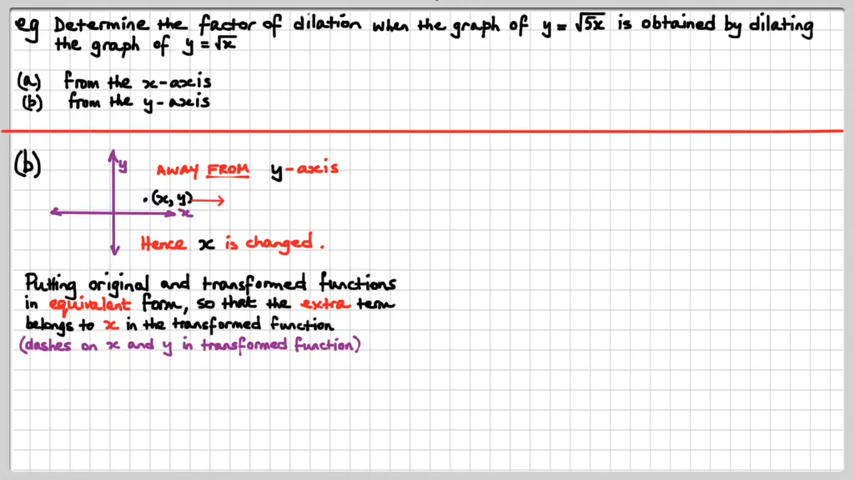 eg Determine the factor of dilation when the graph of y = √5x is obtained by dilating
the graph of y = √x
(a) from the x-axis
(b) from the y-axis
(b)
y
AWAY FROM y-axis
.(x, y)
x
Hence x is changed.
Putting original and transformed functions
in equivalent form, so that the extra term
belongs to x in the transformed function
(dashes on x and y in transformed function)